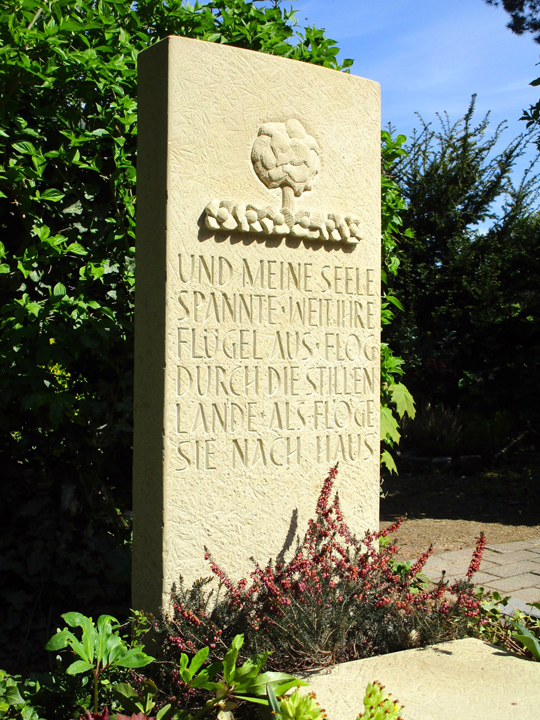 UND MEINE SEELE
SPANNTE · WEIT · IHRE
FLÜGEL AUS · FLOG
DURCH DIE STILLEN
LANDE · ALS · FLÖGE
SIE NACH HAUS